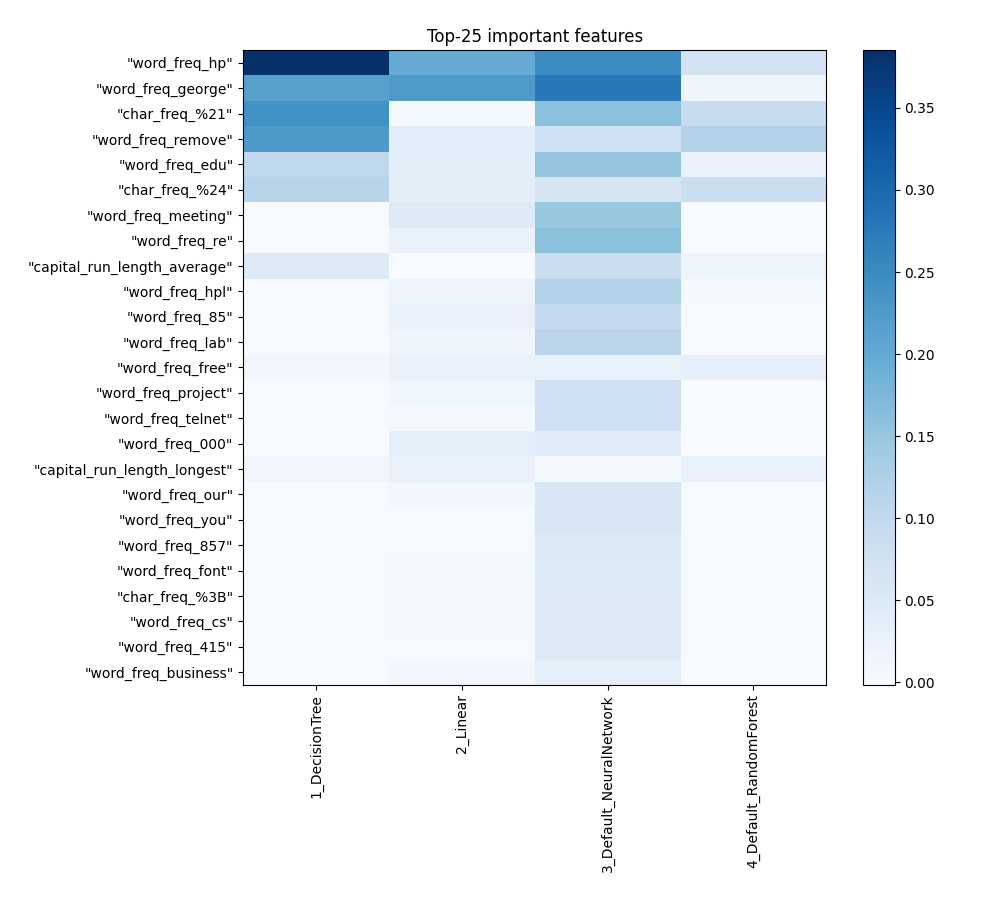 Top-25 important features
"word_freq_hp"
"word_freq_george"
"char_freq_%21"
"word_freq_remove"
"word_freq_edu"
"char_freq_%24"
"word_freq_meeting"
"word_freq_re"
"capital_run_length_average"
"word_freq_hpl"
"word_freq_85"
"word_freq_lab"
"word_freq_free"
"word_freq_project"
"word_freq_telnet"
"word_freq_000"
"capital_run_length_longest"
"word_freq_our"
"word_freq_you"
"word_freq_857"
"word_freq_font"
"char_freq_%3B"
"word_freq_cs"
"word_freq_415"
"word_freq_business"
1_DecisionTree
2_Linear
3_Default_NeuralNetwork
4_Default_RandomForest
0.35
0.30
0.25
0.20
0.15
0.10
0.05
0.00